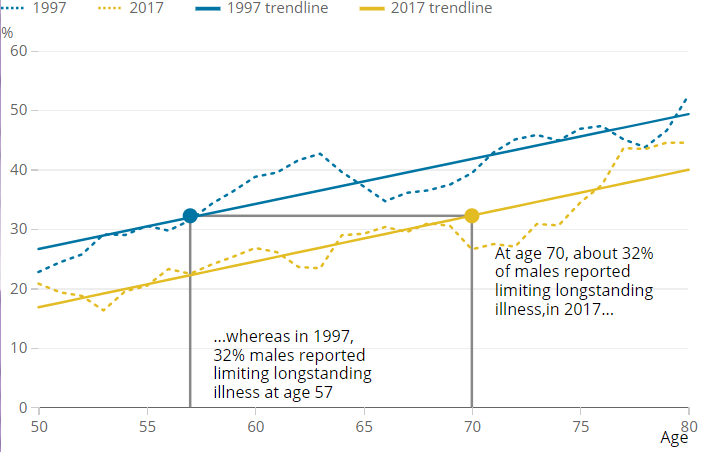 1997 2017 1997 trendline 2017 trendline
%
60
50
40
30
20
10
0
At age 70, about 32%
of males reported
limiting longstanding
illness,in 2017...
...whereas in 1997,
32% males reported
limiting longstanding
illness at age 57
50 55 60 65 70 75 80
Age